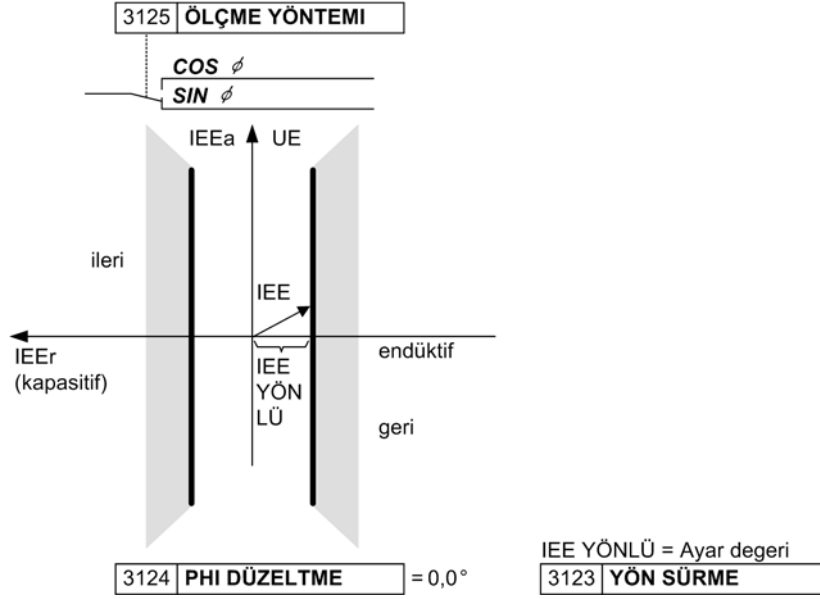 3125 ÖLÇME YÖNTEMI
COS ϕ
SIN ϕ
IEEa UE
ileri
IEE
IEEr
(kapasitif)
endüktif
IEE
YÖN
LÜ
geri
IEE YÖNLÜ = Ayar degeri
3124 PHI DÜZELTME = 0,0°
3123 YÖN SÜRME